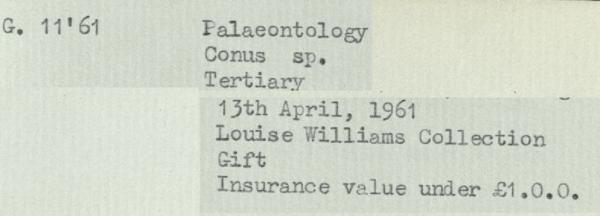 G. 11'61 Palaeontology
Conus sp.
Tertiary
13th April, 1961
Louise Williams Collection
Gift
Insurance value under £1.0.0.